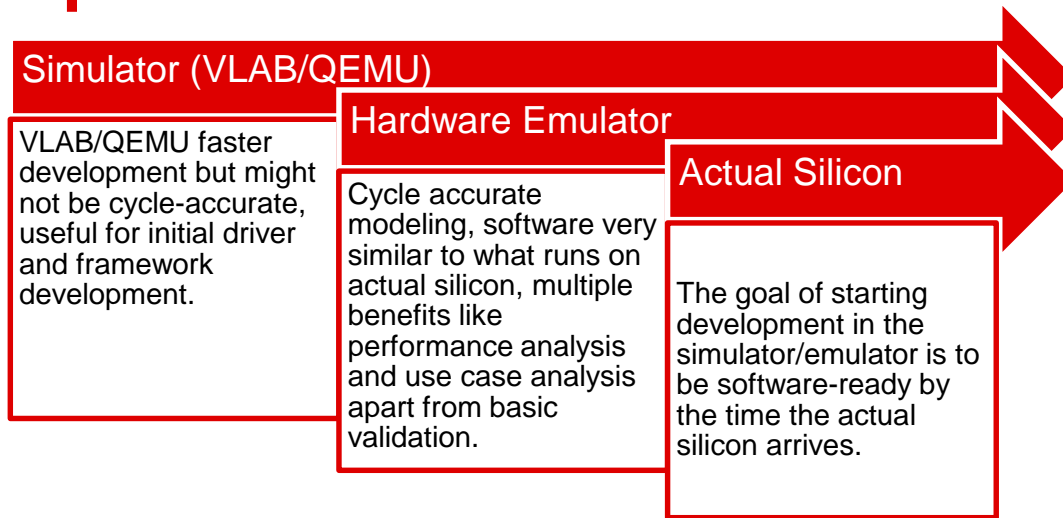 Simulator (VLAB/QEMU)
VLAB/QEMU faster
development but might
not be cycle-accurate,
useful for initial driver
and framework
development.
Hardware Emulator
Cycle accurate
modeling, software very
similar to what runs on
actual silicon, multiple
benefits like
performance analysis
and use case analysis
apart from basic
validation.
Actual Silicon
The goal of starting
development in the
simulator/emulator is to
be software-ready by
the time the actual
silicon arrives.